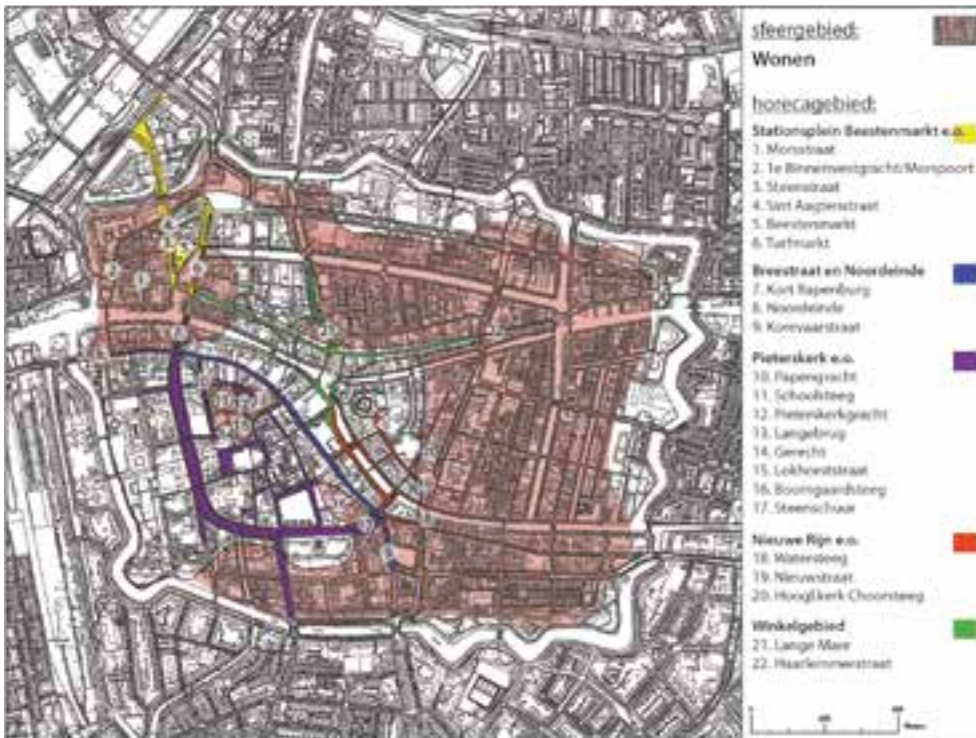 sfeergebied:
Wonen
horecagebied:
Stationsplein Beestenmarkt e.o.
1. Morsstraat
2. 1e Binnenvestgracht/Morspoort
3. Steenstraat
4. Sint Aagtenstraat
5. Beestenmarkt
6. Turfmarkt
Breestraat en Noordeinde
7. Kort Rapenburg
8. Noordeinde
9. Korevaarstraat
Pieterskerk e.o.
10. Papengracht
11. Schoolsteeg
12. Pieterskerkgracht
13. Langebrug
14. Gerecht
15. Lokhorststraat
16. Boomgaardsteeg
17. Steenschuur
Nieuwe Rijn e.o.
18. Watersteeg
19. Nieuwstraat
20. Hooglkerk Choorsteeg
Winkelgebied
21. Lange Mare
22. Haarlemmerstraat